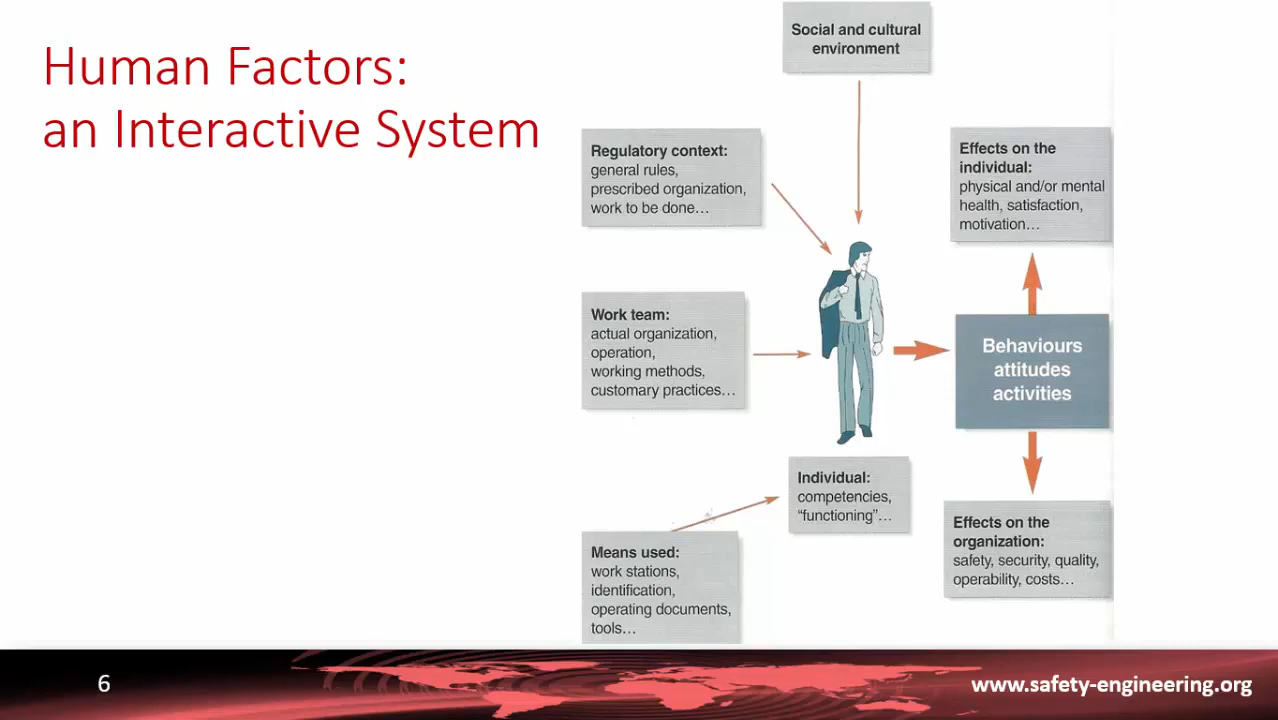 Human Factors:
an Interactive System
Social and cultural
environment
Regulatory context:
general rules,
prescribed organization,
work to be done…
Work team:
actual organization,
operation,
working methods,
customary practices…
Means used:
work stations,
identification,
operating documents,
tools…
Individual:
competencies,
“functioning”…
Behaviours
attitudes
activities
Effects on the
individual:
physical and/or mental
health, satisfaction,
motivation…
Effects on the
organization:
safety, security, quality,
operability, costs…
6
www.safety-engineering.org